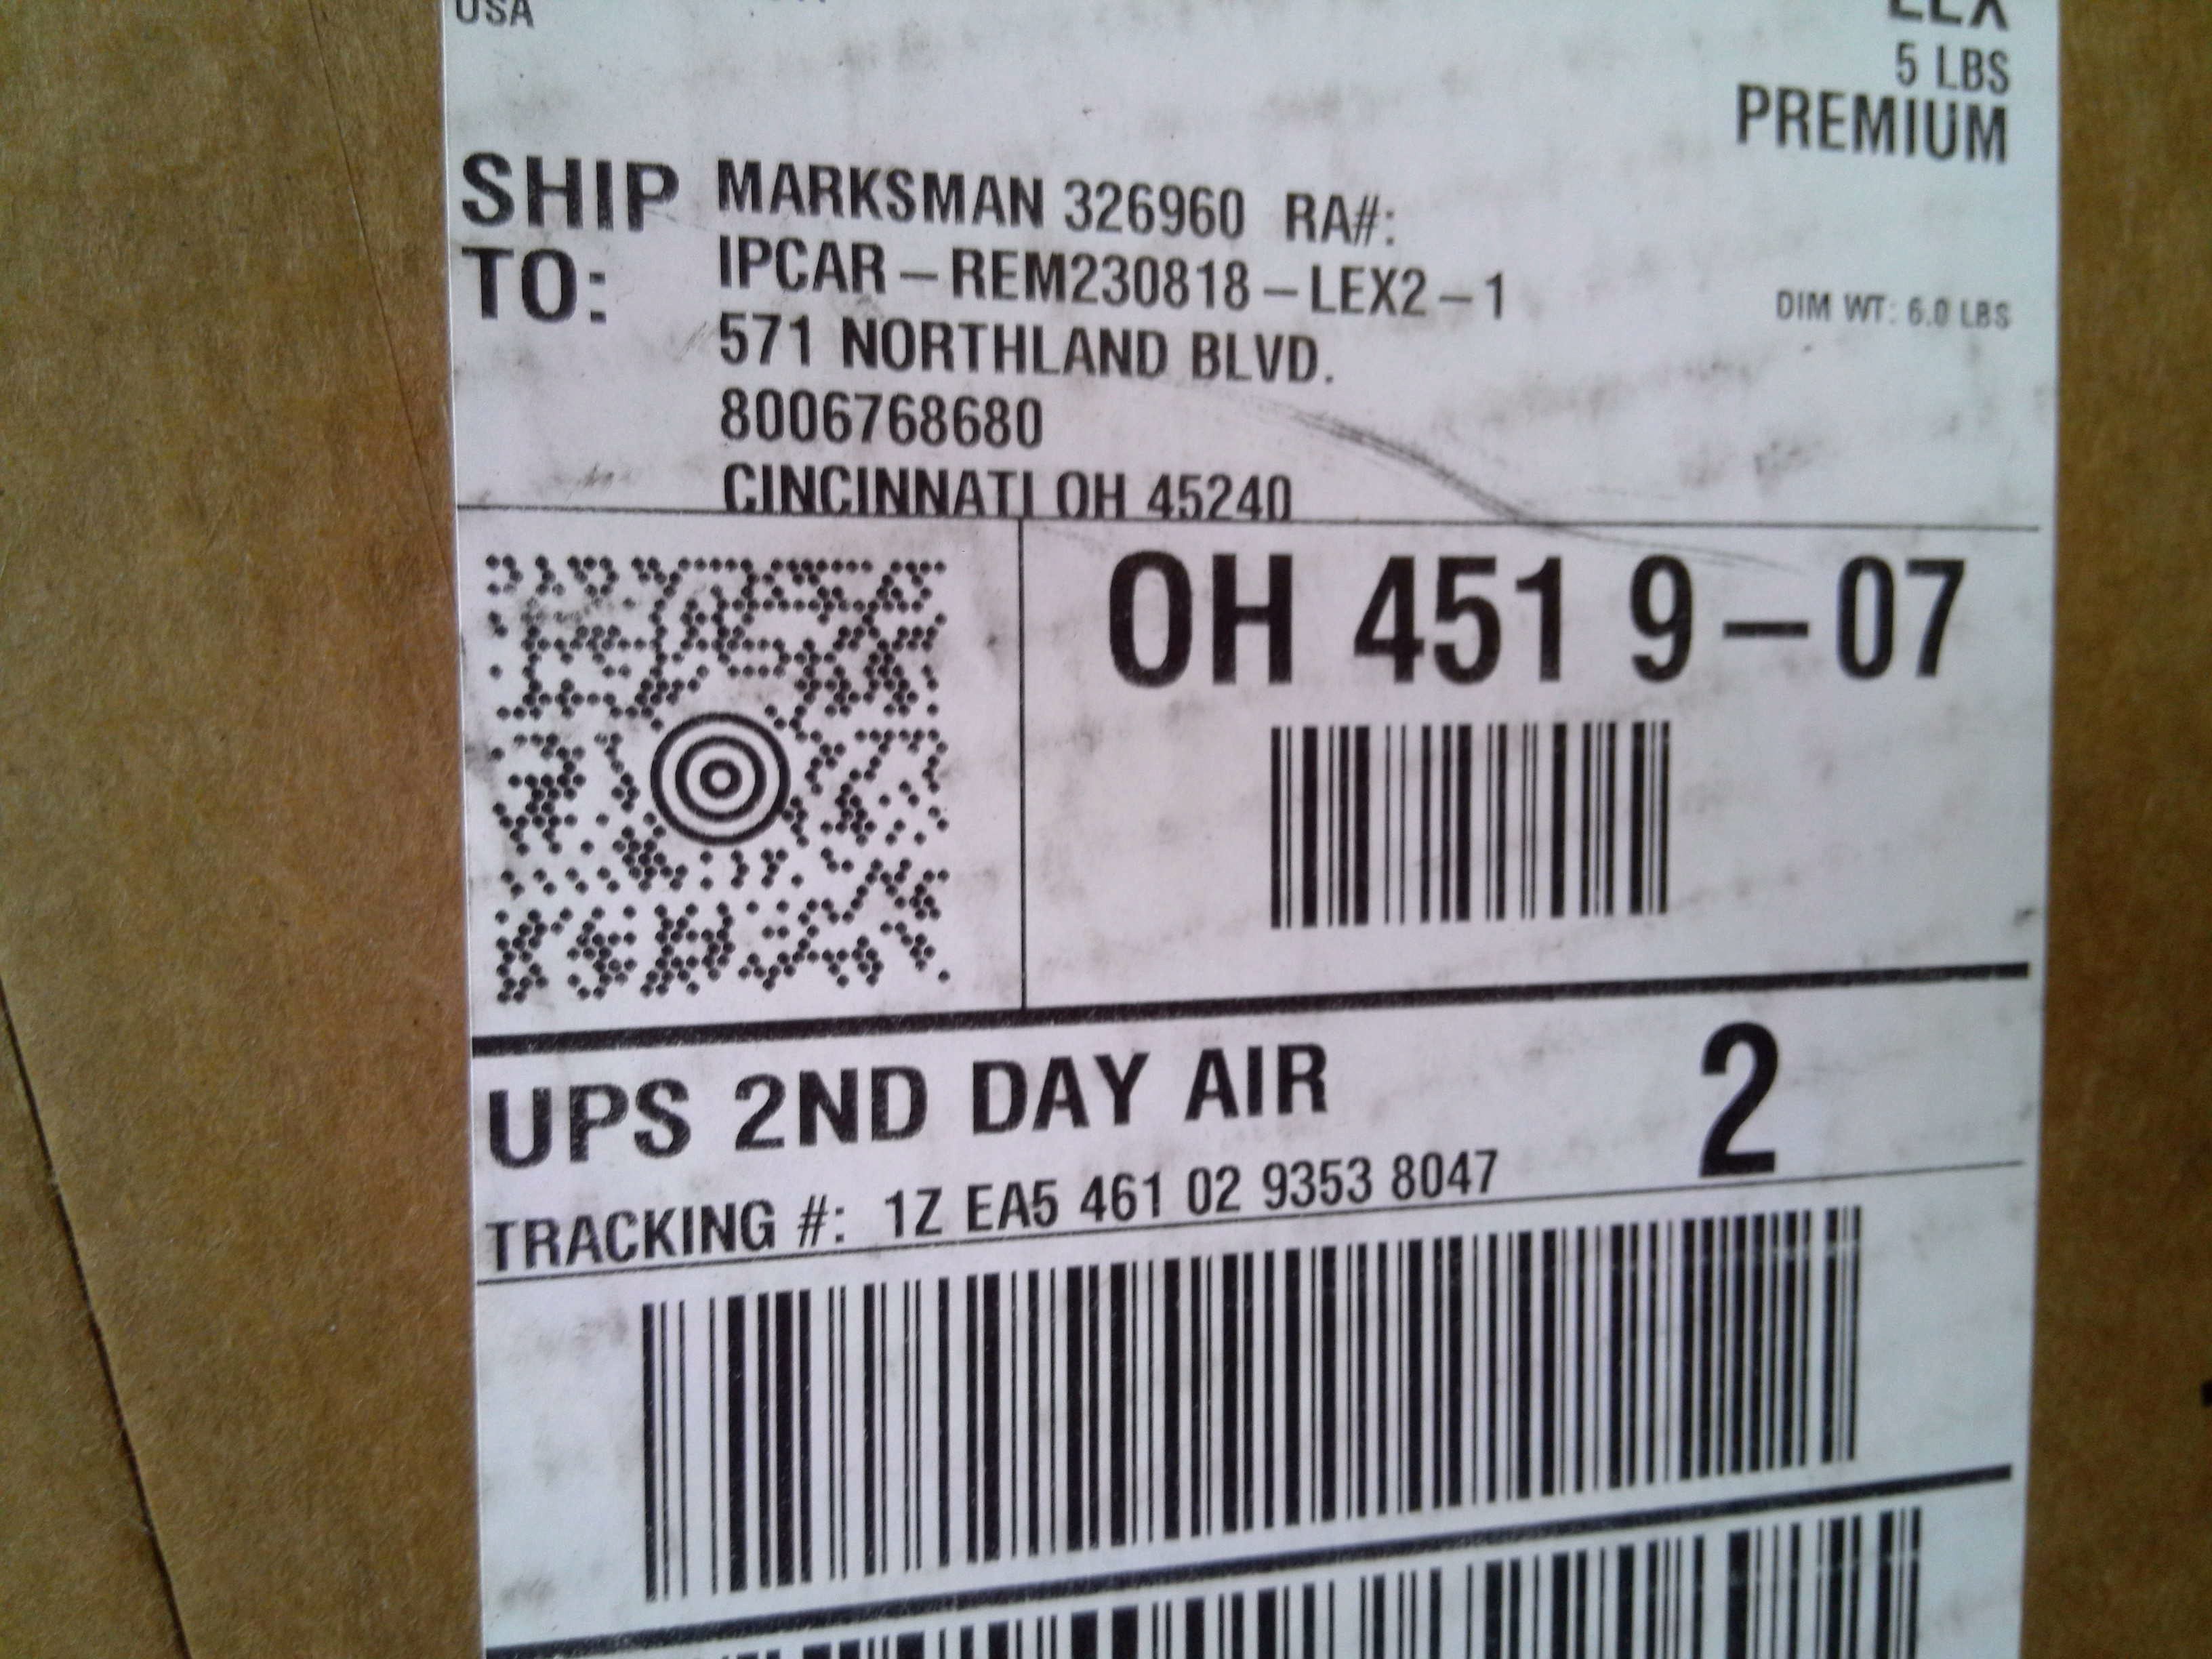 USA
LEX
5 LBS
PREMIUM
SHIP TO:
MARKSMAN 326960 RA#:
IPCAR – REM230818 – LEX2 – 1
DIM WT: 6.0 LBS
571 NORTHLAND BLVD.
8006768680
CINCINNATI OH 45240
OH 451 9 – 07
UPS 2ND DAY AIR
2
TRACKING #: 1Z EA5 461 02 9353 8047